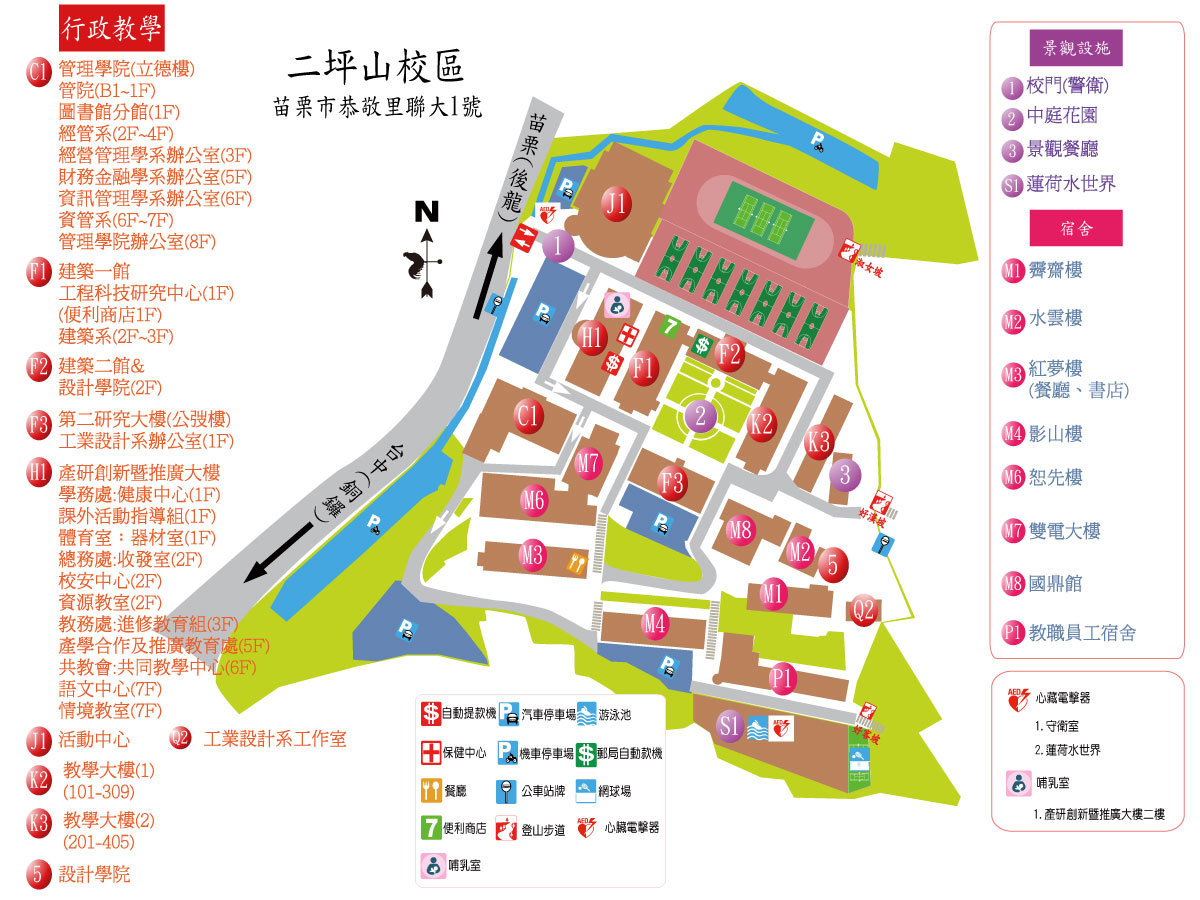 行政教學
C1 管理學院(立德樓)
管院(B1~1F)
圖書館分館(1F)
經管系(2F~4F)
經營管理學系辦公室(3F)
財務金融學系辦公室(5F)
資訊管理學系辦公室(6F)
資管系(6F~7F)
管理學院辦公室(8F)
F1 建築一館
工程科技研究中心(1F)
(便利商店1F)
建築系(2F~3F)
F2 建築二館&
設計學院(2F)
F3 第二研究大樓(公弢樓)
工業設計系辦公室(1F)
H1 產研創新暨推廣大樓
學務處:健康中心(1F)
課外活動指導組(1F)
體育室：器材室(1F)
總務處:收發室(2F)
校安中心(2F)
資源教室(2F)
教務處:進修教育組(3F)
產學合作及推廣教育處(5F)
共教會:共同教學中心(6F)
語文中心(7F)
情境教室(7F)
J1 活動中心
Q2 工業設計系工作室
K2 教學大樓(1)
(101-309)
K3 教學大樓(2)
(201-405)
5 設計學院
二坪山校區
苗栗市恭敬里聯大1號
苗栗(後龍)
台中(銅鑼)
N
P
P
AED
J1
1
淑女坡
P
H1
7
$
F2
$
F1
C1
2
K2
K3
3
M7
F3
M6
P
P
好漢坡
M8
M3
M2
5
M1
Q2
P
M4
P
P1
S1
AED
好客坡
$ 自動提款機
P 汽車停車場
游泳池
保健中心
P 機車停車場
$ 郵局自動款機
餐廳
公車站牌
網球場
7 便利商店
登山步道
AED 心臟電擊器
哺乳室
景觀設施
1 校門(警衛)
2 中庭花園
3 景觀餐廳
S1 蓮荷水世界
宿舍
M1 霽齋樓
M2 水雲樓
M3 紅夢樓
(餐廳、書店)
M4 影山樓
M6 恕先樓
M7 雙電大樓
M8 國鼎館
P1 教職員工宿舍
AED 心臟電擊器
1.守衛室
2.蓮荷水世界
哺乳室
1.產研創新暨推廣大樓二樓